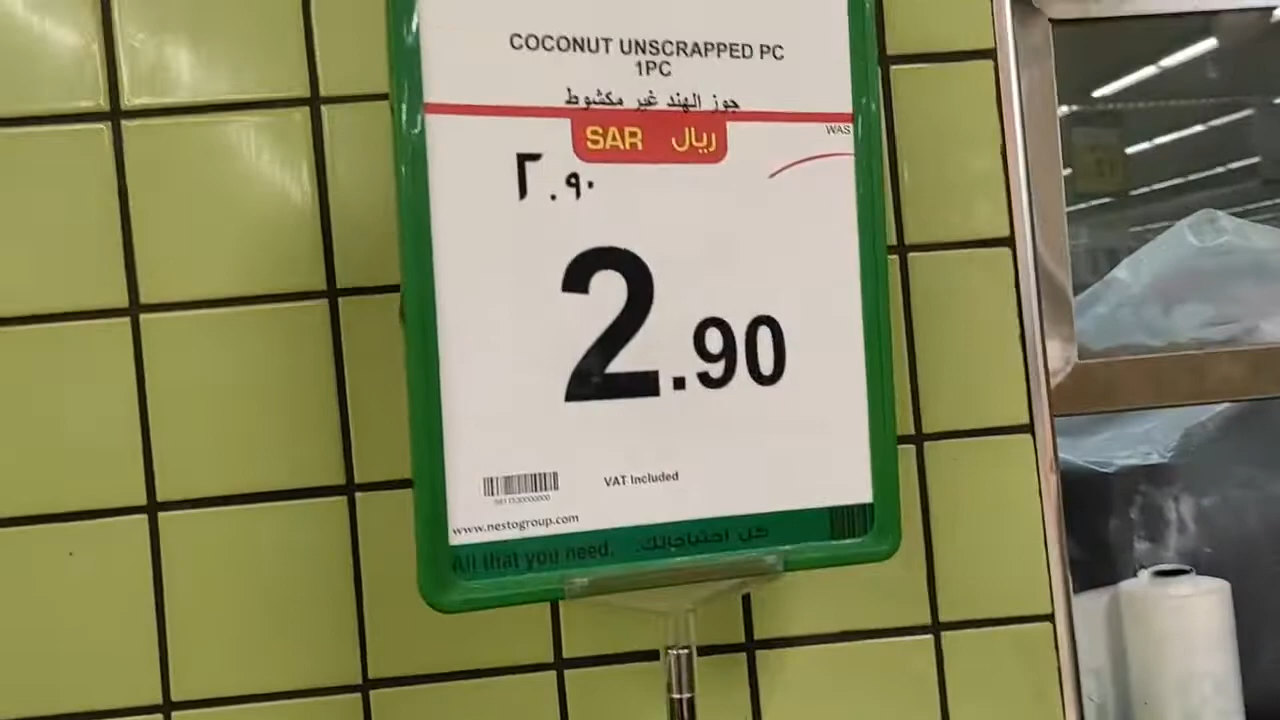 COCONUT UNSCRAPPED PC
1PC
جوز الهند غير مكشوط
SAR ريال
WAS
٢.٩٠
2.90
VAT Included
www.nestogroup.com
All that you need. كل احتياجاتك.